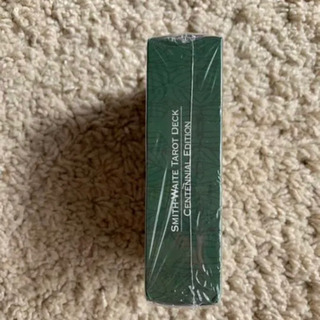 SMITH-WAITE TAROT DECK
CENTENNIAL EDITION